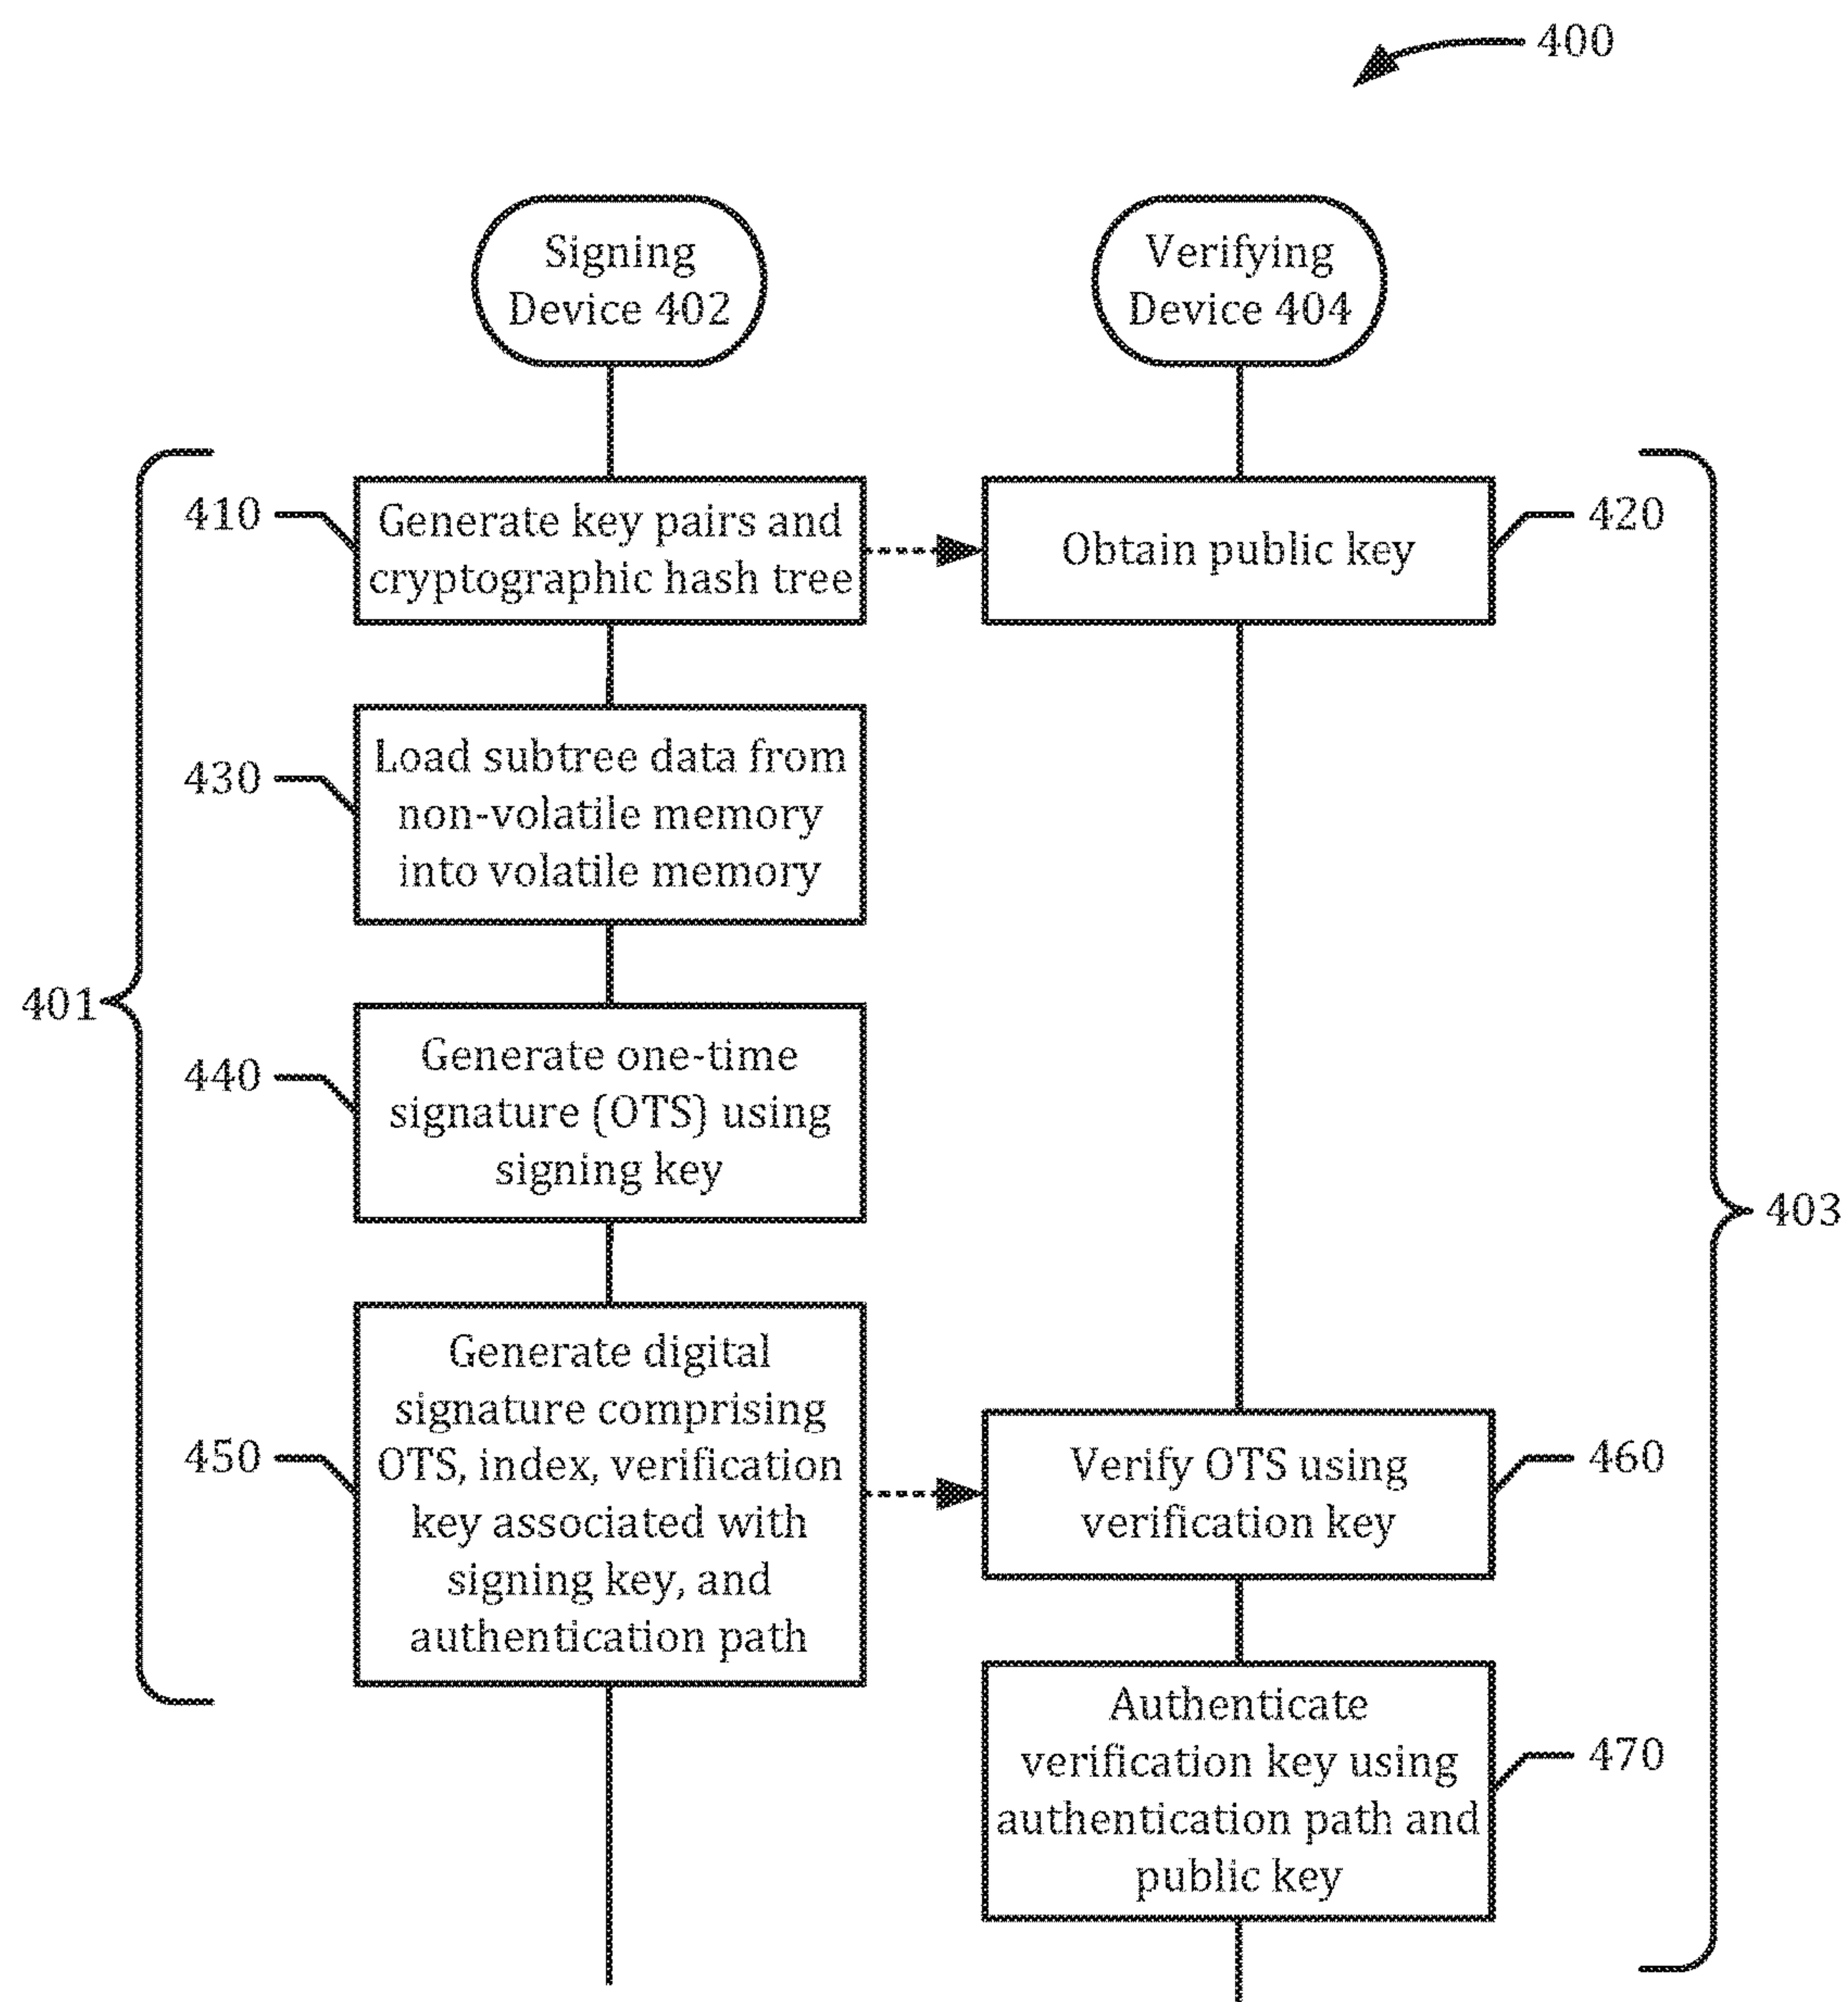 400
Signing
Device 402
Verifying
Device 404
410
Generate key pairs and
cryptographic hash tree
Obtain public key
420
430
Load subtree data from
non-volatile memory
into volatile memory
401
440
Generate one-time
signature (OTS) using
signing key
403
450
Generate digital
signature comprising
OTS, index, verification
key associated with
signing key, and
authentication path
Verify OTS using
verification key
460
Authenticate
verification key using
authentication path and
public key
470